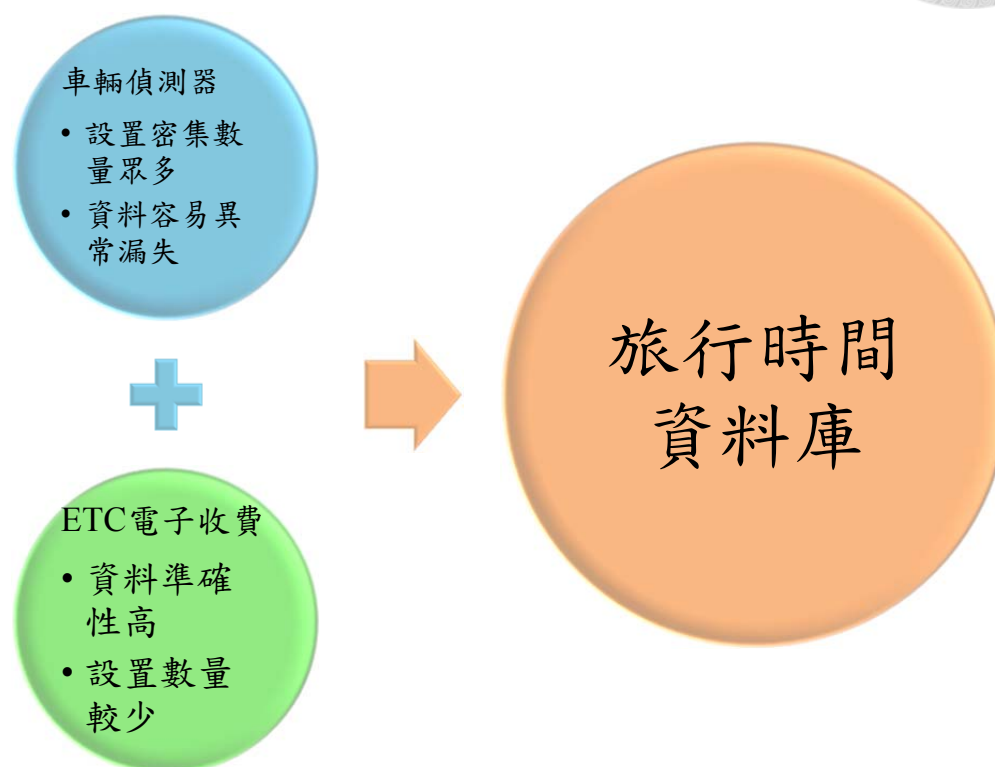 車輛偵測器
• 設置密集數
量眾多
• 資料容易異
常漏失
ETC電子收費
• 資料準確
性高
• 設置數量
較少
旅行時間
資料庫